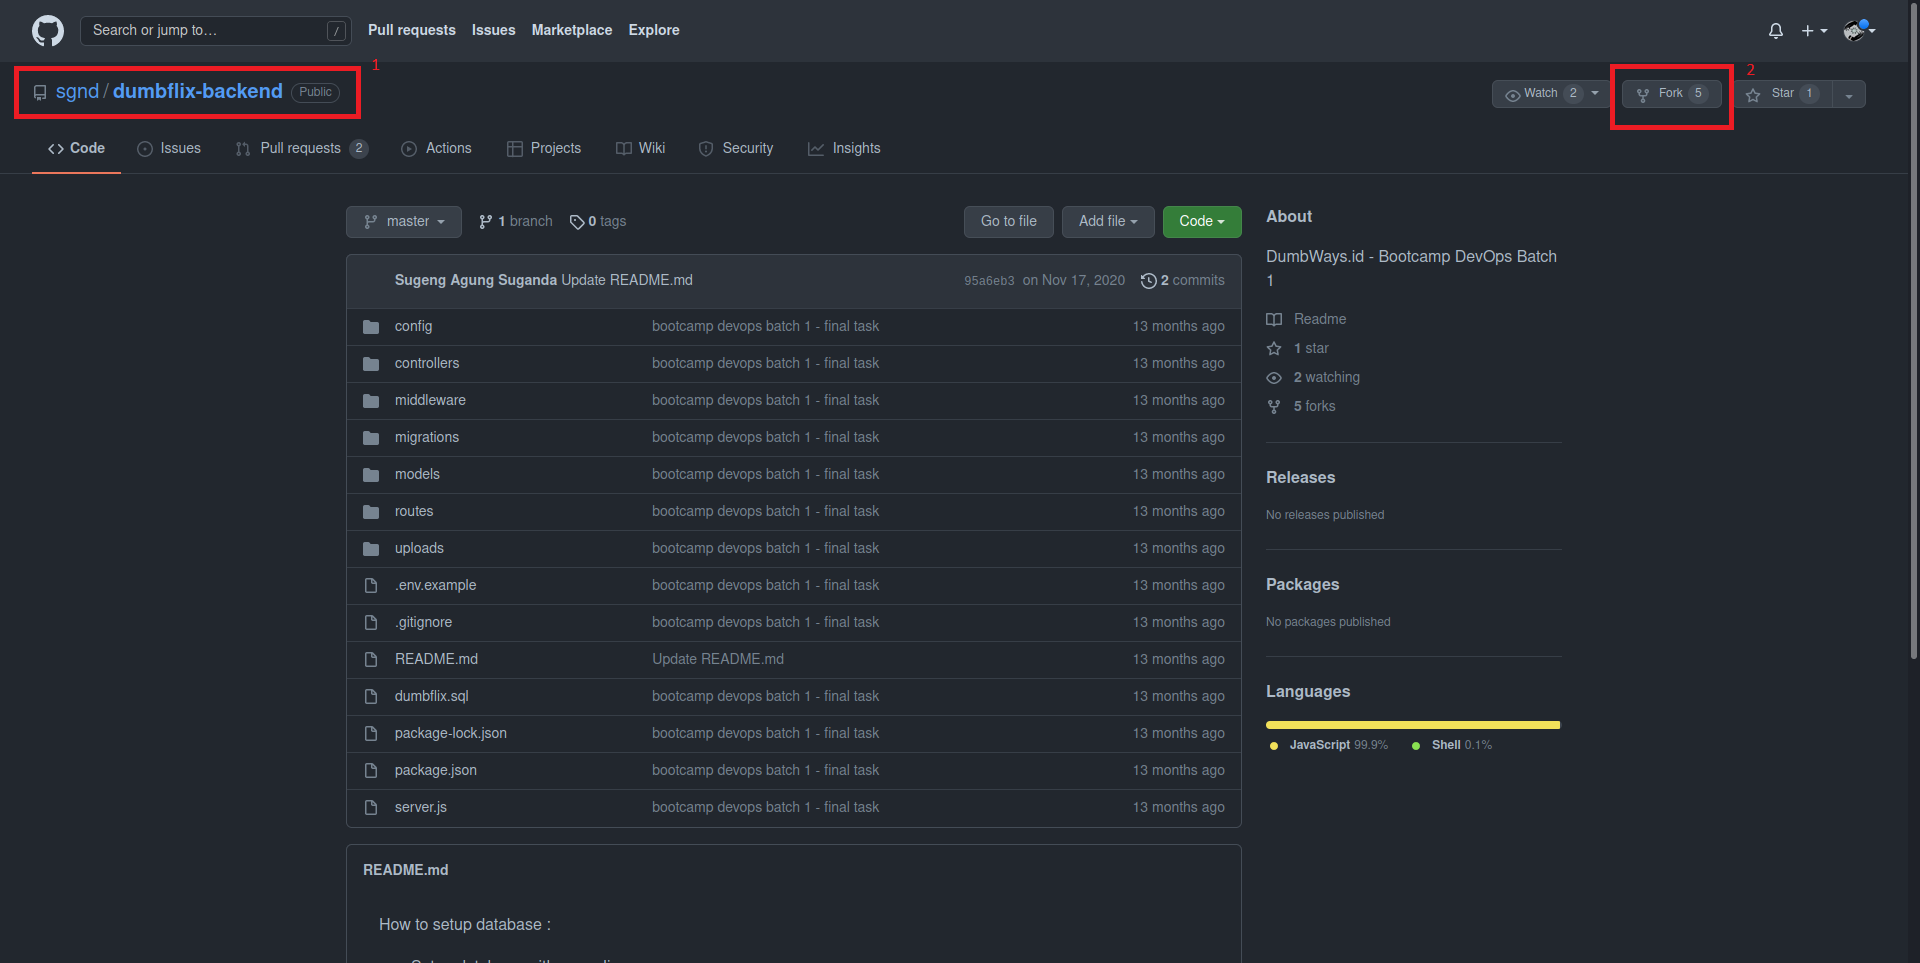 Search or jump to… /
Pull requests Issues Marketplace Explore
1
2
sgnd / dumbflix-backend Public
Watch 2
Fork 5
Star 1
Code Issues Pull requests 2 Actions Projects Wiki Security Insights
master 1 branch 0 tags Go to file Add file Code
Sugeng Agung Suganda Update README.md 95a6eb3 on Nov 17, 2020 2 commits
config bootcamp devops batch 1 - final task 13 months ago
controllers bootcamp devops batch 1 - final task 13 months ago
middleware bootcamp devops batch 1 - final task 13 months ago
migrations bootcamp devops batch 1 - final task 13 months ago
models bootcamp devops batch 1 - final task 13 months ago
routes bootcamp devops batch 1 - final task 13 months ago
uploads bootcamp devops batch 1 - final task 13 months ago
.env.example bootcamp devops batch 1 - final task 13 months ago
.gitignore bootcamp devops batch 1 - final task 13 months ago
README.md Update README.md 13 months ago
dumbflix.sql bootcamp devops batch 1 - final task 13 months ago
package-lock.json bootcamp devops batch 1 - final task 13 months ago
package.json bootcamp devops batch 1 - final task 13 months ago
server.js bootcamp devops batch 1 - final task 13 months ago
README.md
How to setup database :
About
DumbWays.id - Bootcamp DevOps Batch
1
Readme
1 star
2 watching
5 forks
Releases
No releases published
Packages
No packages published
Languages
JavaScript 99.9% Shell 0.1%